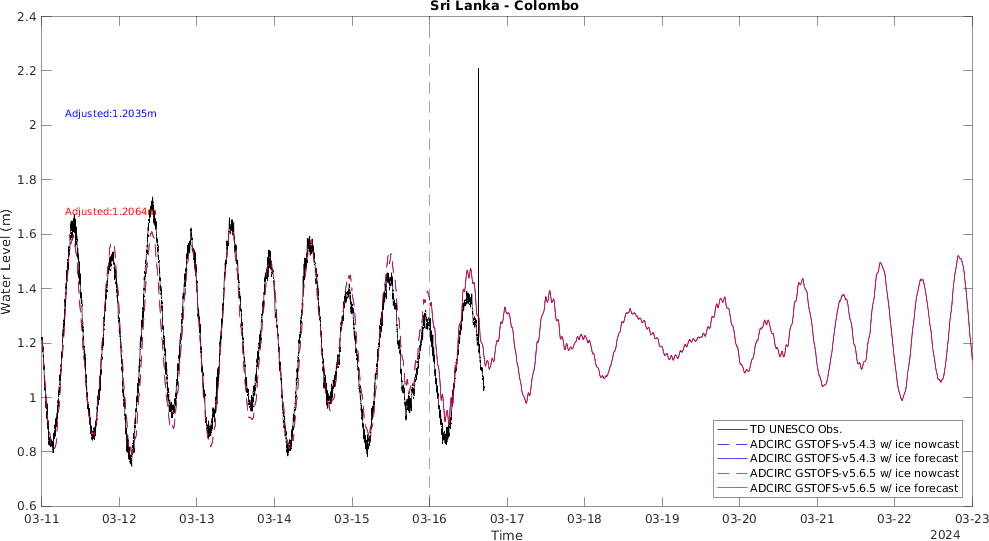 Sri Lanka - Colombo
Water Level (m)
2.4
2.2
2
1.8
1.6
1.4
1.2
1
0.8
0.6
Adjusted:1.2035m
Adjusted:1.2064m
TD UNESCO Obs.
ADCIRC GSTOFS-v5.4.3 w/ ice nowcast
ADCIRC GSTOFS-v5.4.3 w/ ice forecast
ADCIRC GSTOFS-v5.6.5 w/ ice nowcast
ADCIRC GSTOFS-v5.6.5 w/ ice forecast
03-11 03-12 03-13 03-14 03-15 03-16 03-17 03-18 03-19 03-20 03-21 03-22 03-23
Time
2024